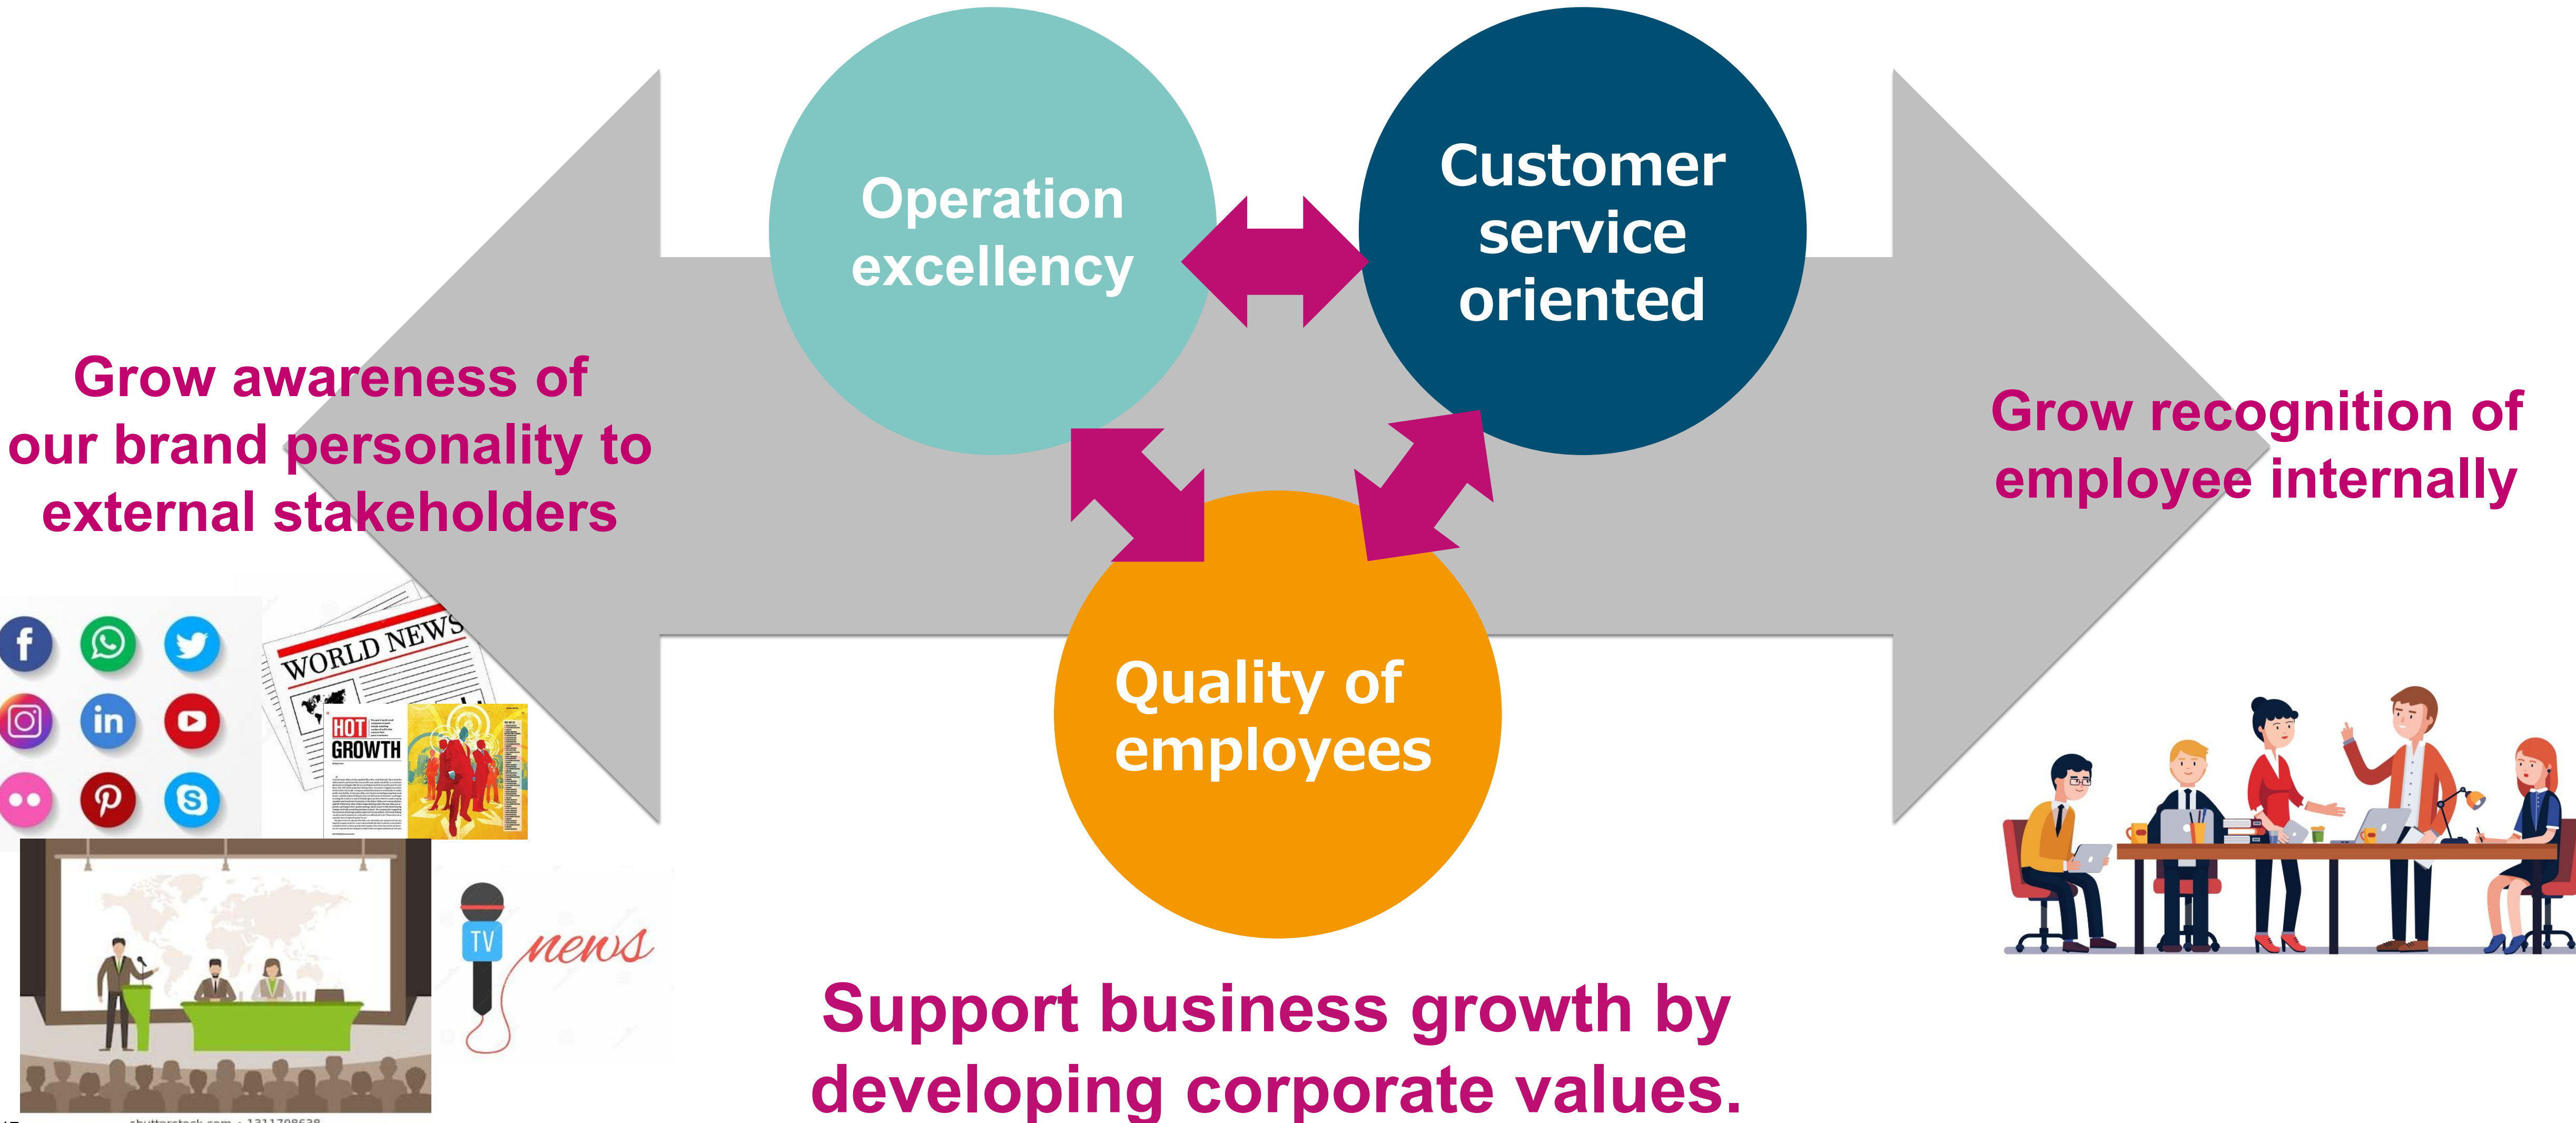 Operation
excellency
Customer
service
oriented
Grow awareness of
our brand personality to
external stakeholders
Grow recognition of
employee internally
Quality of
employees
WORLD NEWS
HOT
GROWTH
f
in
TV
news
Support business growth by
developing corporate values.